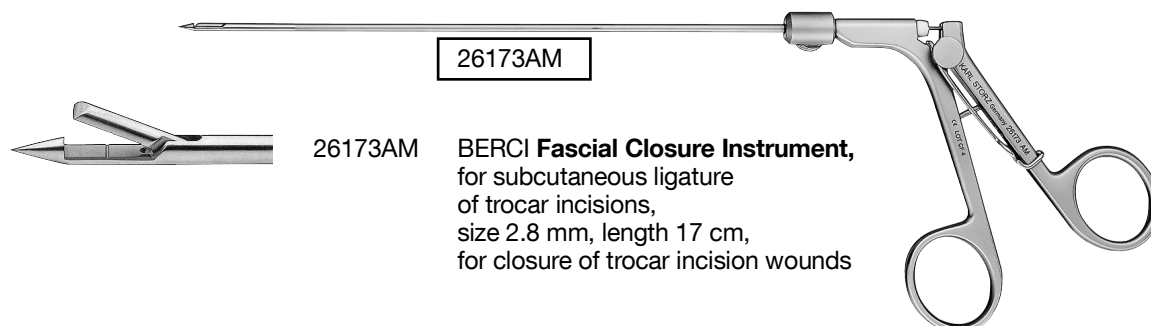 26173AM
26173AM BERCI Fascial Closure Instrument,
for subcutaneous ligature
of trocar incisions,
size 2.8 mm, length 17 cm,
for closure of trocar incision wounds
KARL STORZ Germany 26173 AM